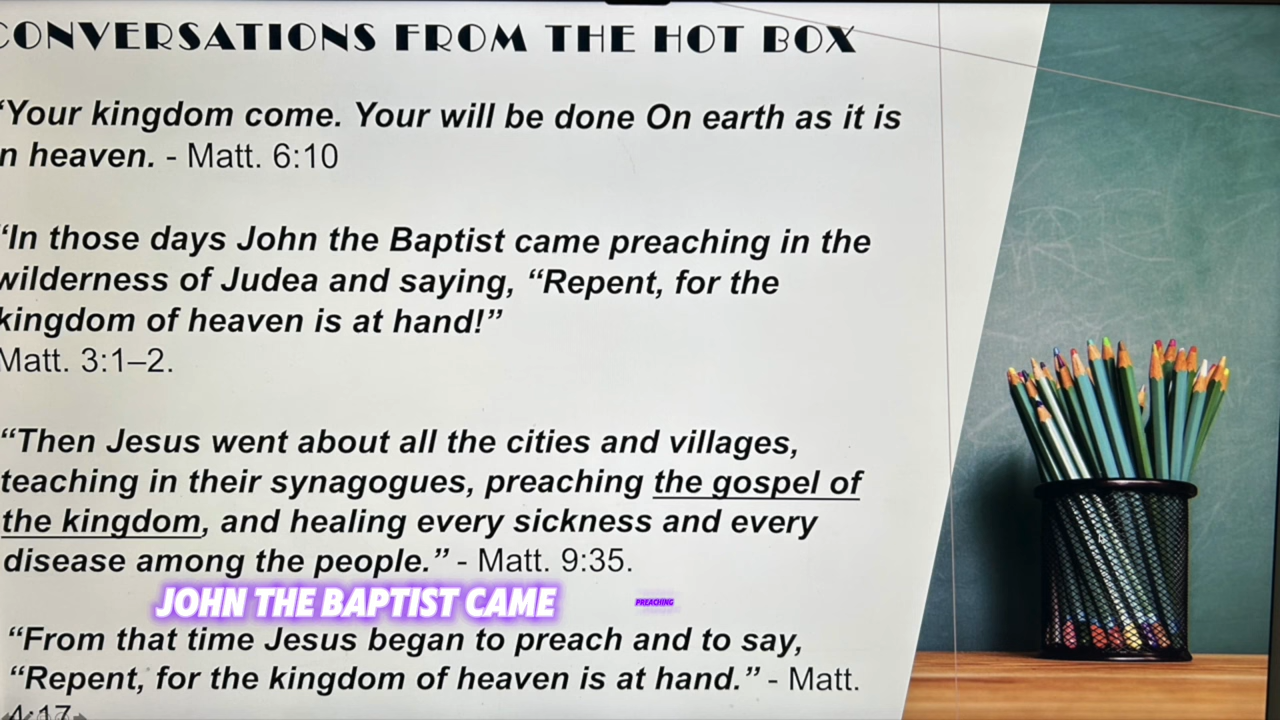 CONVERSATIONS FROM THE HOT BOX
“Your kingdom come. Your will be done On earth as it is
n heaven. - Matt. 6:10
“In those days John the Baptist came preaching in the
wilderness of Judea and saying, “Repent, for the
kingdom of heaven is at hand!”
Matt. 3:1–2.
“Then Jesus went about all the cities and villages,
teaching in their synagogues, preaching the gospel of
the kingdom, and healing every sickness and every
disease among the people.” - Matt. 9:35.
JOHN THE BAPTIST CAME PREACHING
“From that time Jesus began to preach and to say,
“Repent, for the kingdom of heaven is at hand.” - Matt.
4:17